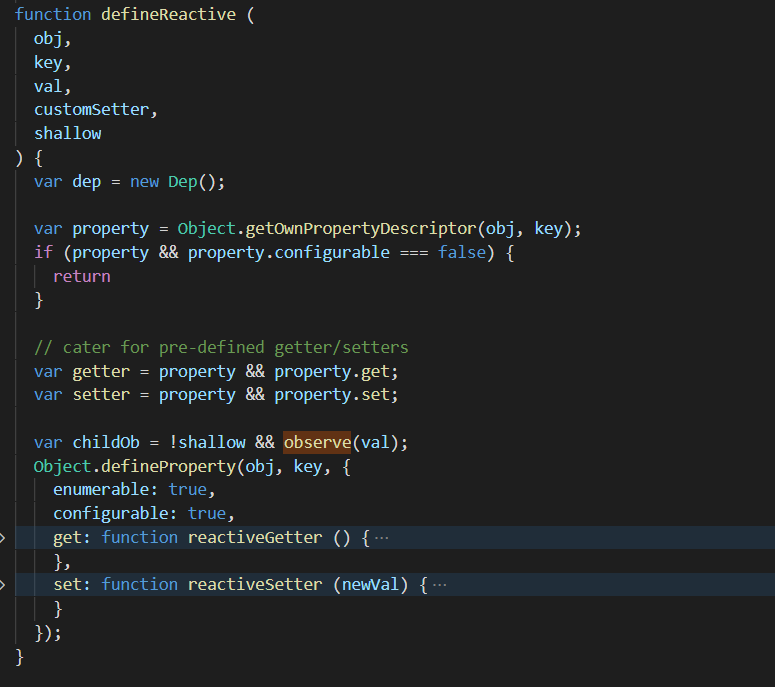 function defineReactive (
  obj,
  key,
  val,
  customSetter,
  shallow
) {
  var dep = new Dep();
  var property = Object.getOwnPropertyDescriptor(obj, key);
  if (property && property.configurable === false) {
    return
  }
  // cater for pre-defined getter/setters
  var getter = property && property.get;
  var setter = property && property.set;
  var childOb = !shallow && observe(val);
  Object.defineProperty(obj, key, {
    enumerable: true,
    configurable: true,
    get: function reactiveGetter () {···
    },
    set: function reactiveSetter (newVal) {···
    }
  });
}